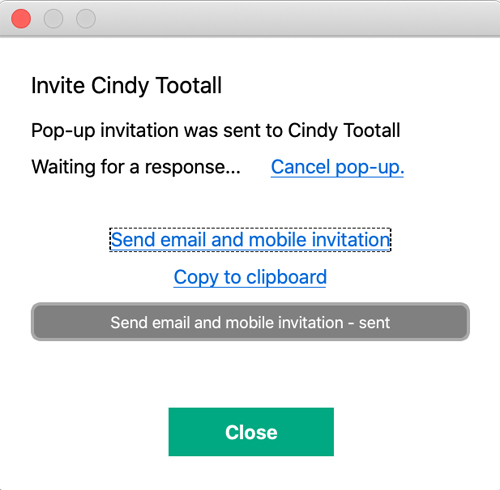 Invite Cindy Tootall
Pop-up invitation was sent to Cindy Tootall
Waiting for a response... Cancel pop-up.
Send email and mobile invitation
Copy to clipboard
Send email and mobile invitation - sent
Close